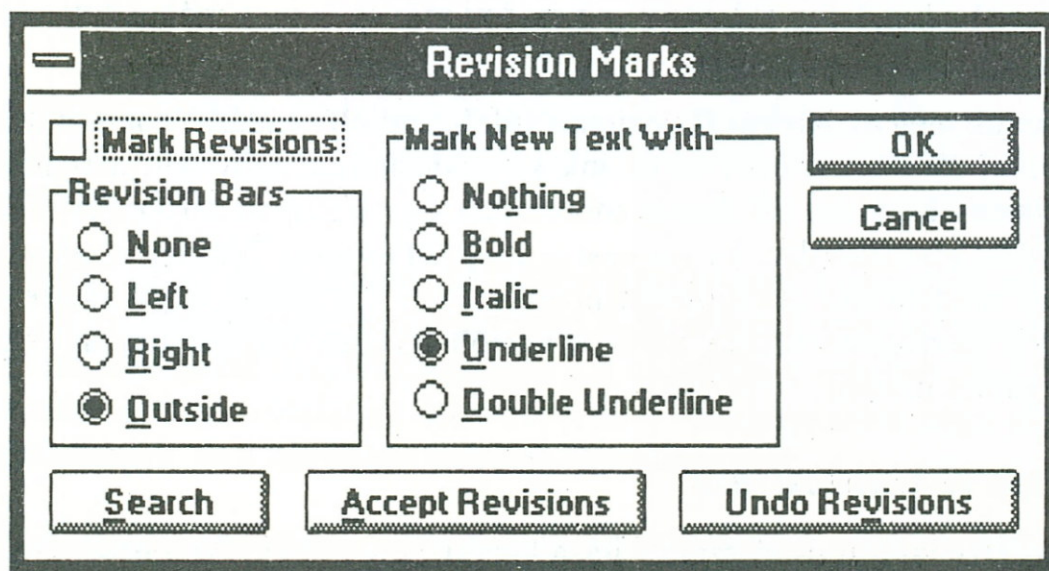 Revision Marks
Mark Revisions
Revision Bars
None
Left
Right
Outside
Mark New Text With
Nothing
Bold
Italic
Underline
Double Underline
OK
Cancel
Search
Accept Revisions
Undo Revisions